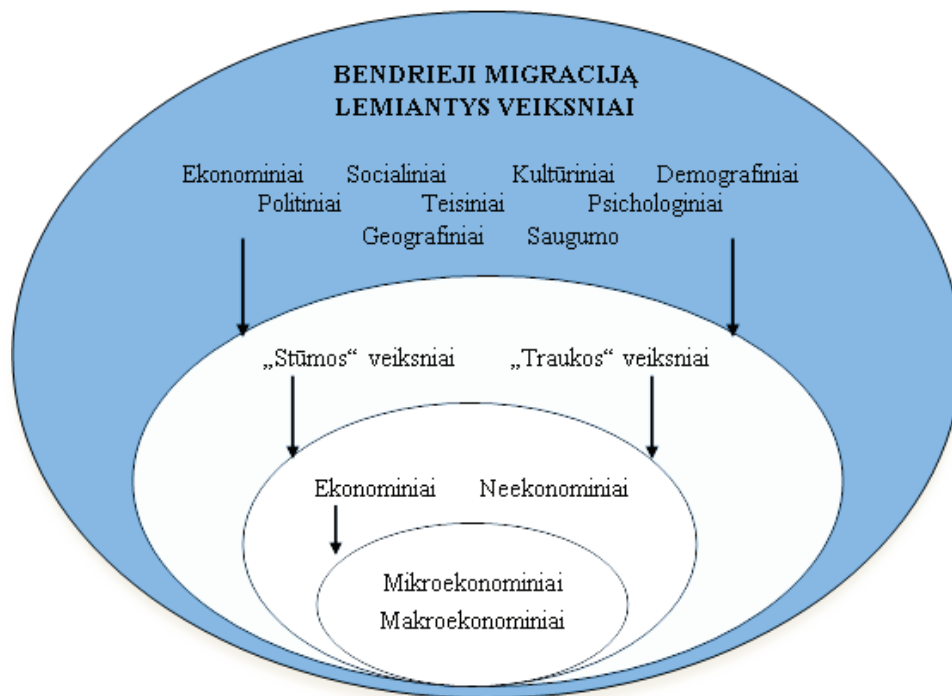 BENDRIEJI MIGRACIJĄ
LEMIANTYS VEIKSNIAI
Ekonominiai Socialiniai Kultūriniai Demografiniai
Politiniai Teisiniai Psichologiniai
Geografiniai Saugumo
„Stūmos“ veiksniai „Traukos“ veiksniai
Ekonominiai Neekonominiai
Mikroekonominiai
Makroekonominiai